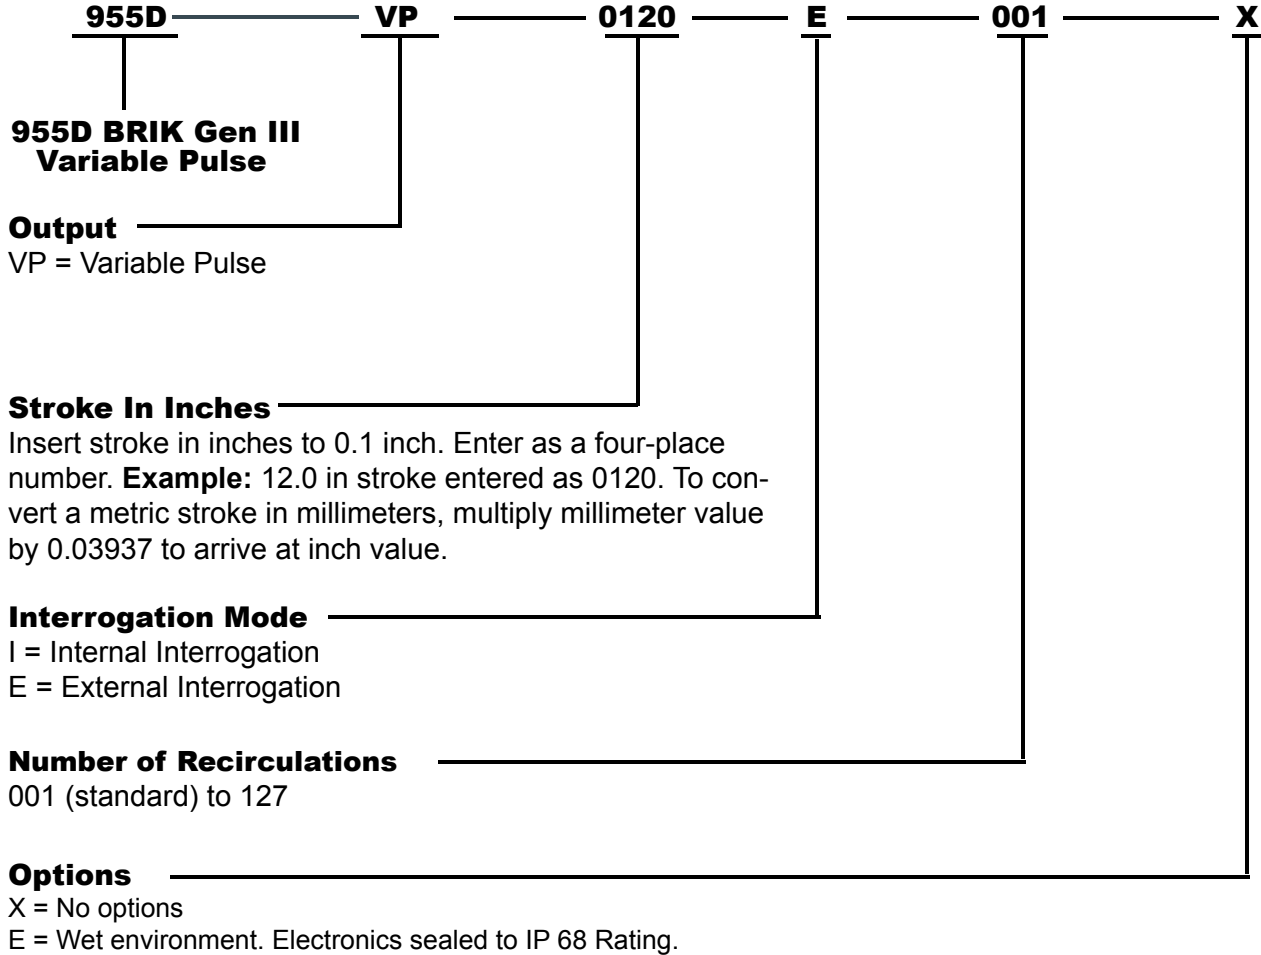 955D VP 0120 E 001 X
955D BRIK Gen III
Variable Pulse
Output
VP = Variable Pulse
Stroke In Inches
Insert stroke in inches to 0.1 inch. Enter as a four-place
number. Example: 12.0 in stroke entered as 0120. To con-
vert a metric stroke in millimeters, multiply millimeter value
by 0.03937 to arrive at inch value.
Interrogation Mode
I = Internal Interrogation
E = External Interrogation
Number of Recirculations
001 (standard) to 127
Options
X = No options
E = Wet environment. Electronics sealed to IP 68 Rating.